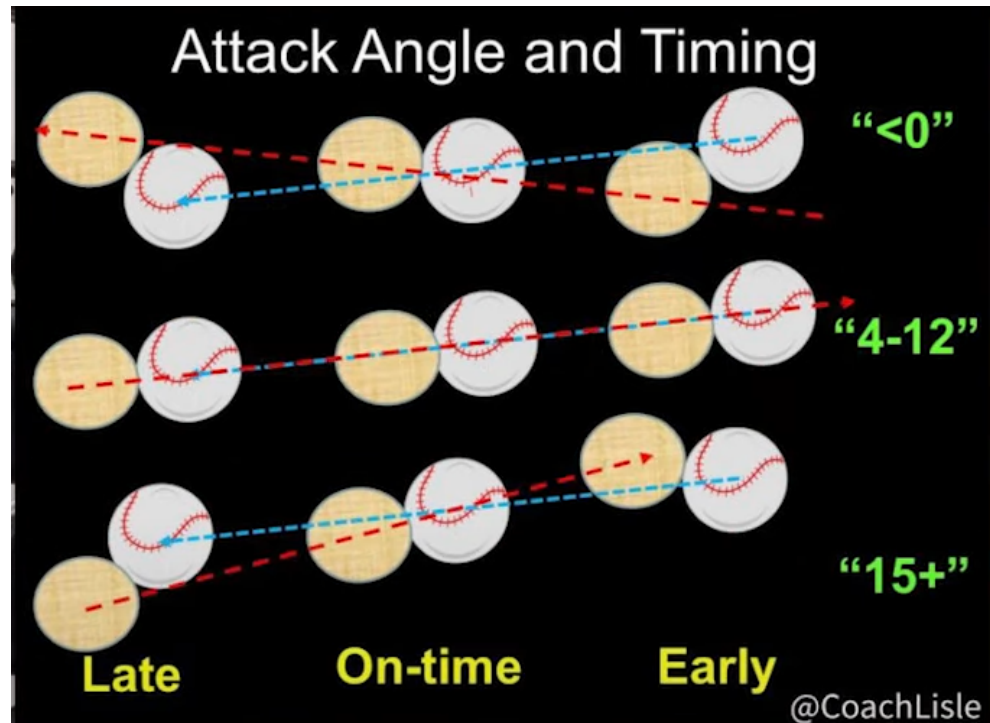 Attack Angle and Timing
“<0”
“4-12”
“15+”
Late On-time Early
@CoachLisle